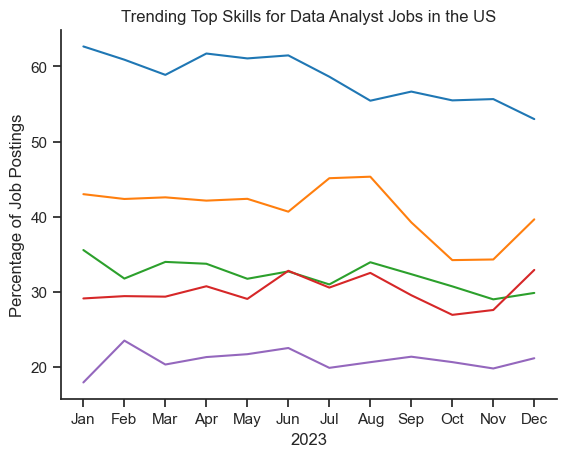 Trending Top Skills for Data Analyst Jobs in the US
Percentage of Job Postings
60
50
40
30
20
Jan Feb Mar Apr May Jun Jul Aug Sep Oct Nov Dec
2023